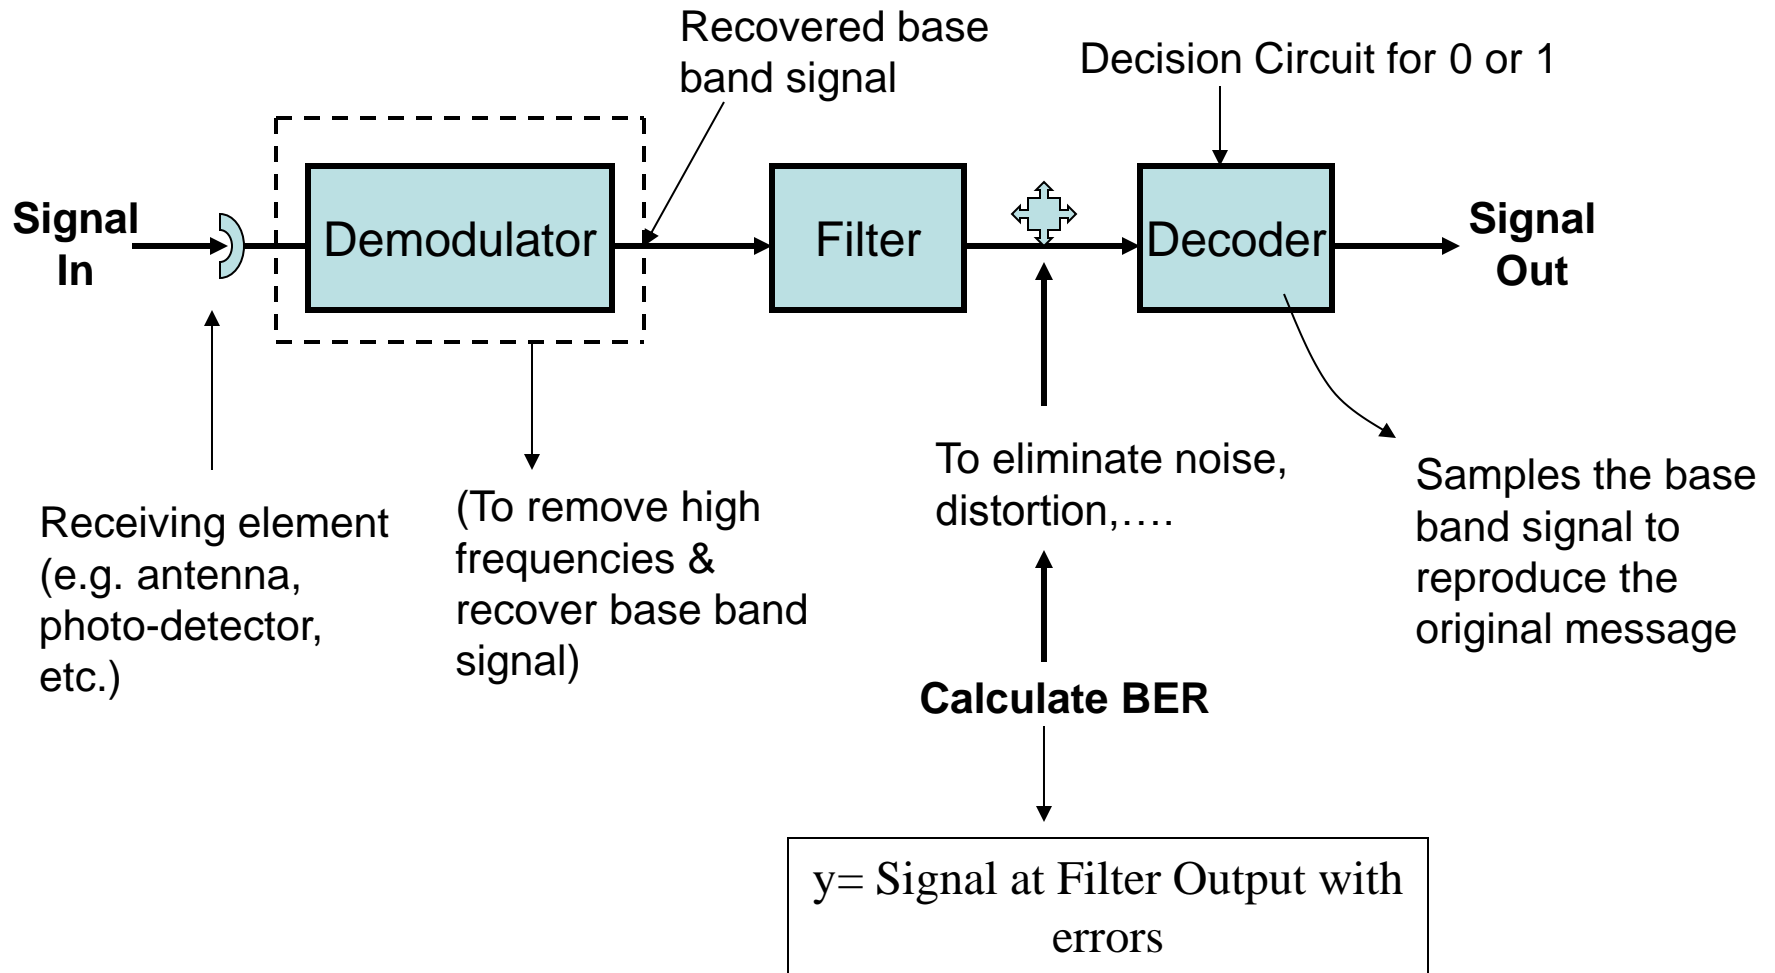 Recovered base
band signal
Decision Circuit for 0 or 1
Signal
In
Demodulator
Filter
Decoder
Signal
Out
Receiving element
(e.g. antenna,
photo-detector,
etc.)
(To remove high
frequencies &
recover base band
signal)
To eliminate noise,
distortion,….
Samples the base
band signal to
reproduce the
original message
Calculate BER
y= Signal at Filter Output with
errors